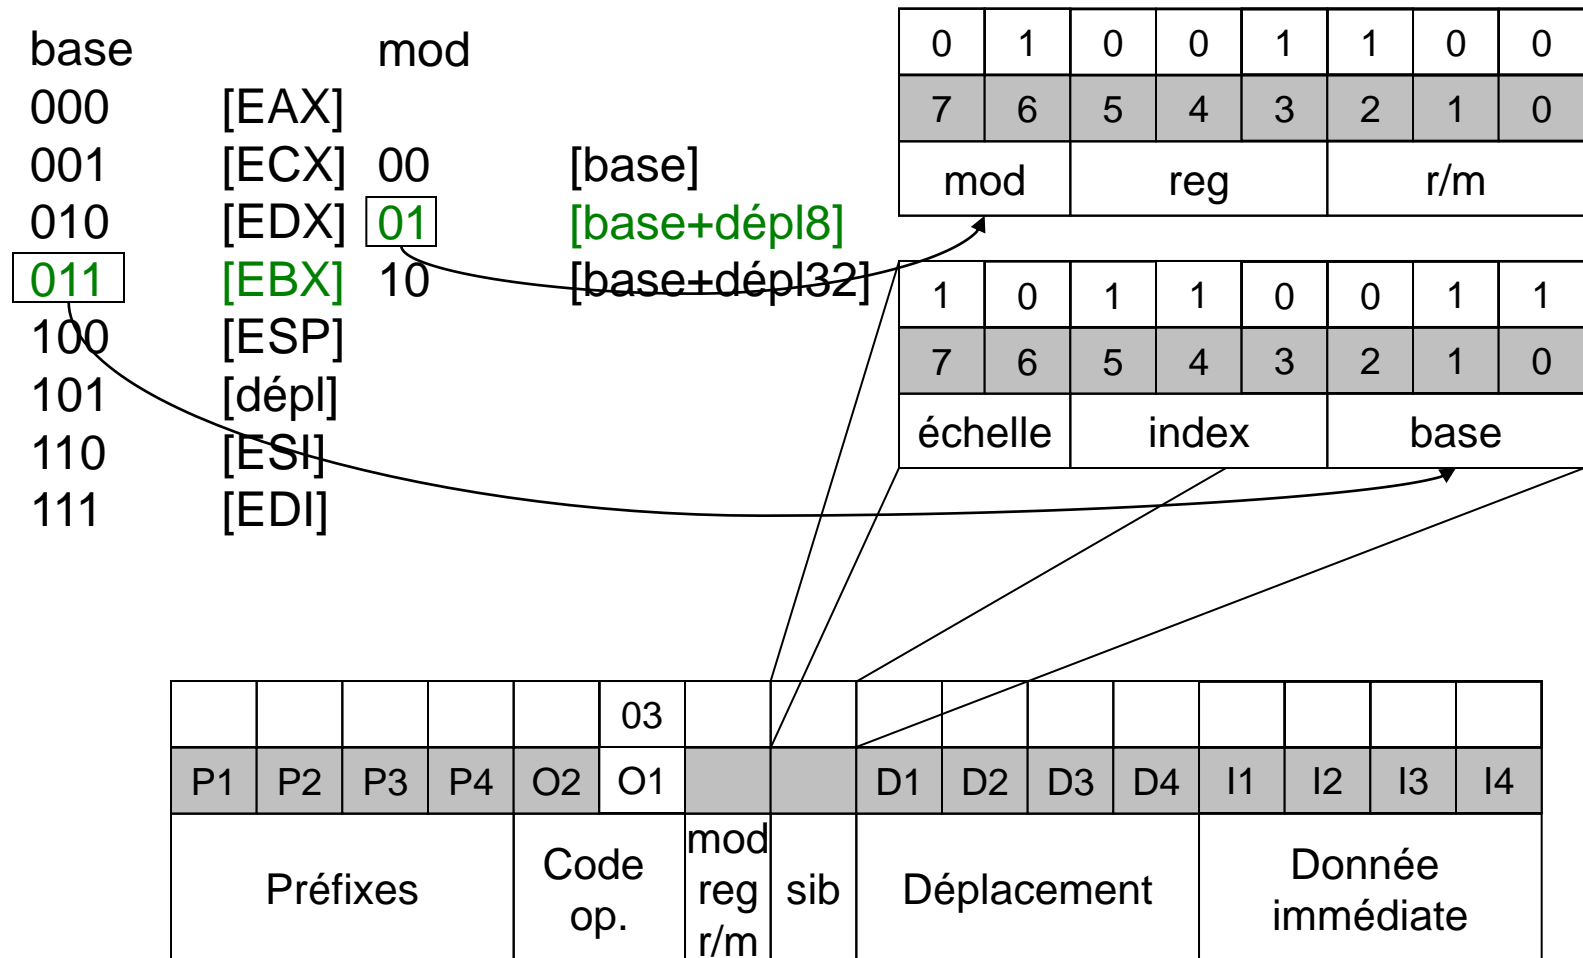 base mod
000 [EAX]
001 [ECX] 00 [base]
010 [EDX] 01 [base+dépl8]
011 [EBX] 10 [base+dépl32]
100 [ESP]
101 [dépl]
110 [ESI]
111 [EDI]
0 1 0 0 1 1 0 0
7 6 5 4 3 2 1 0
mod reg r/m
1 0 1 1 0 0 1 1
7 6 5 4 3 2 1 0
échelle index base
03
P1 P2 P3 P4 O2 O1 D1 D2 D3 D4 I1 I2 I3 I4
Préfixes
Code
op.
mod
reg
r/m
sib
Déplacement
Donnée
immédiate